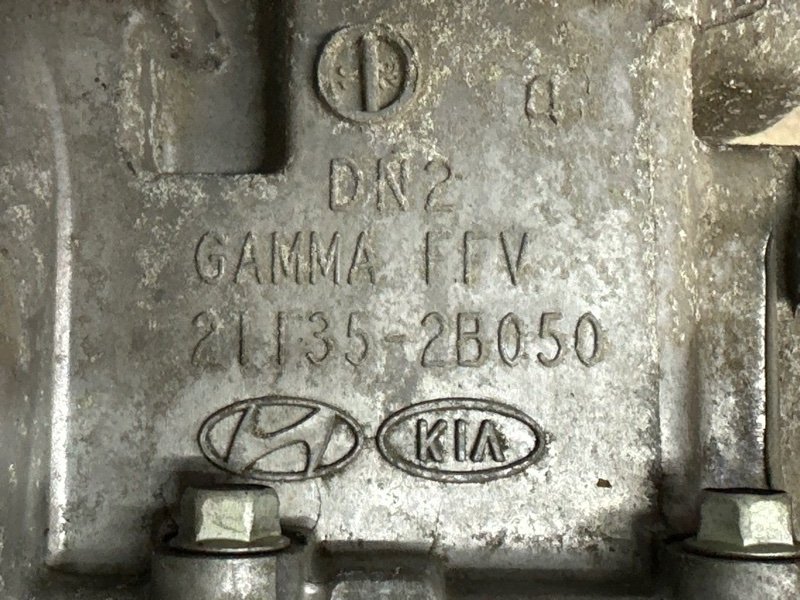 Q
DN2
GAMMA FFV
21135-2B050
KIA